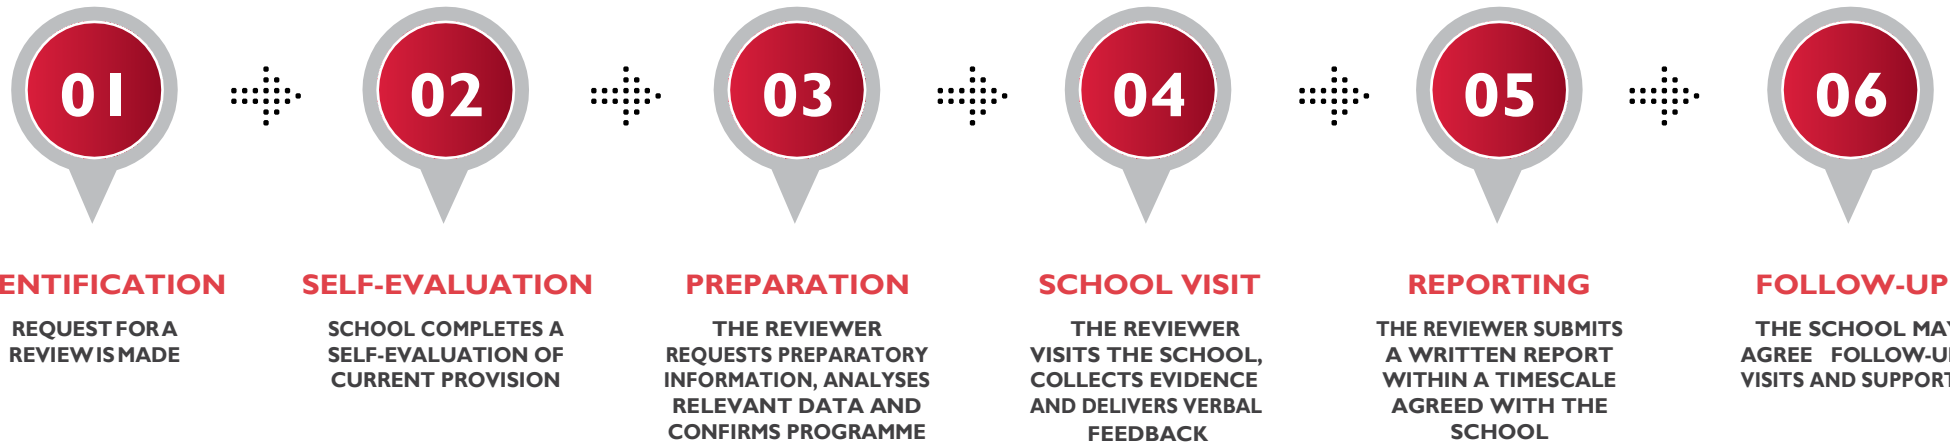 01
02
03
04
05
06
ENTIFICATION
REQUEST FOR A
REVIEW IS MADE
SELF-EVALUATION
SCHOOL COMPLETES A
SELF-EVALUATION OF
CURRENT PROVISION
PREPARATION
THE REVIEWER
REQUESTS PREPARATORY
INFORMATION, ANALYSES
RELEVANT DATA AND
CONFIRMS PROGRAMME
SCHOOL VISIT
THE REVIEWER
VISITS THE SCHOOL,
COLLECTS EVIDENCE
AND DELIVERS VERBAL
FEEDBACK
REPORTING
THE REVIEWER SUBMITS
A WRITTEN REPORT
WITHIN A TIMESCALE
AGREED WITH THE
SCHOOL
FOLLOW-UP
THE SCHOOL MAY
AGREE FOLLOW-UP
VISITS AND SUPPORT